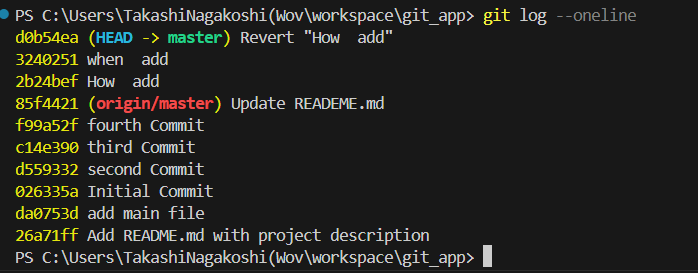 PS C:\Users\TakashiNagakoshi(Wov\workspace\git_app> git log --oneline
d0b54ea (HEAD -> master) Revert "How  add"
3240251 when  add
2b24bef How  add
85f4421 (origin/master) Update READEME.md
f99a52f fourth Commit
c14e390 third Commit
d559332 second Commit
026335a Initial Commit
da0753d add main file
26a71ff Add README.md with project description
PS C:\Users\TakashiNagakoshi(Wov\workspace\git_app>